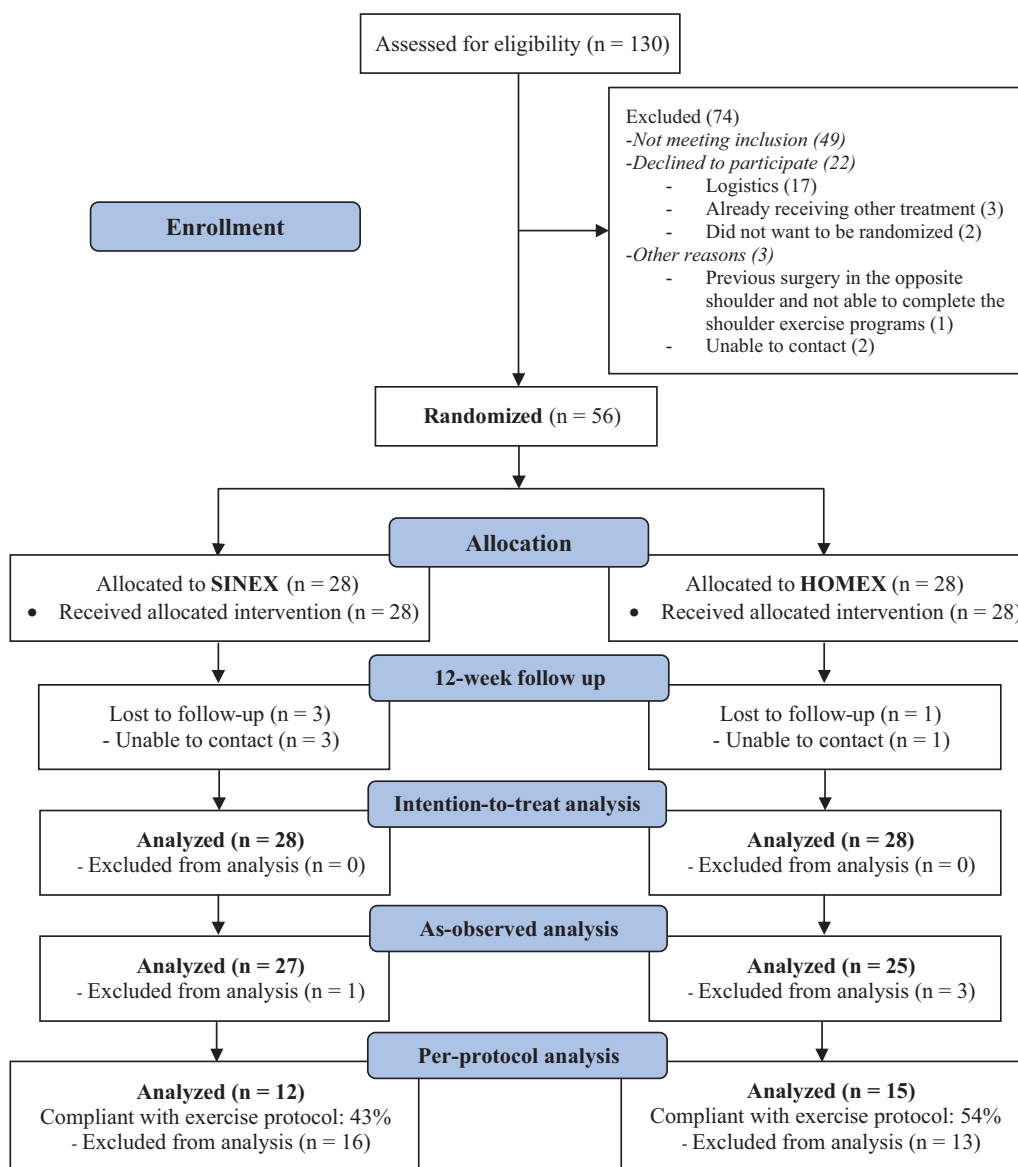 Assessed for eligibility (n = 130)
Excluded (74)
-Not meeting inclusion (49)
-Declined to participate (22)
- Logistics (17)
- Already receiving other treatment (3)
- Did not want to be randomized (2)
-Other reasons (3)
- Previous surgery in the opposite
shoulder and not able to complete the
shoulder exercise programs (1)
- Unable to contact (2)
Enrollment
Randomized (n = 56)
Allocation
Allocated to SINEX (n = 28)
• Received allocated intervention (n = 28)
Allocated to HOMEX (n = 28)
• Received allocated intervention (n = 28)
12-week follow up
Lost to follow-up (n = 3)
- Unable to contact (n = 3)
Lost to follow-up (n = 1)
- Unable to contact (n = 1)
Intention-to-treat analysis
Analyzed (n = 28)
- Excluded from analysis (n = 0)
Analyzed (n = 28)
- Excluded from analysis (n = 0)
As-observed analysis
Analyzed (n = 27)
- Excluded from analysis (n = 1)
Analyzed (n = 25)
- Excluded from analysis (n = 3)
Per-protocol analysis
Analyzed (n = 12)
Compliant with exercise protocol: 43%
- Excluded from analysis (n = 16)
Analyzed (n = 15)
Compliant with exercise protocol: 54%
- Excluded from analysis (n = 13)